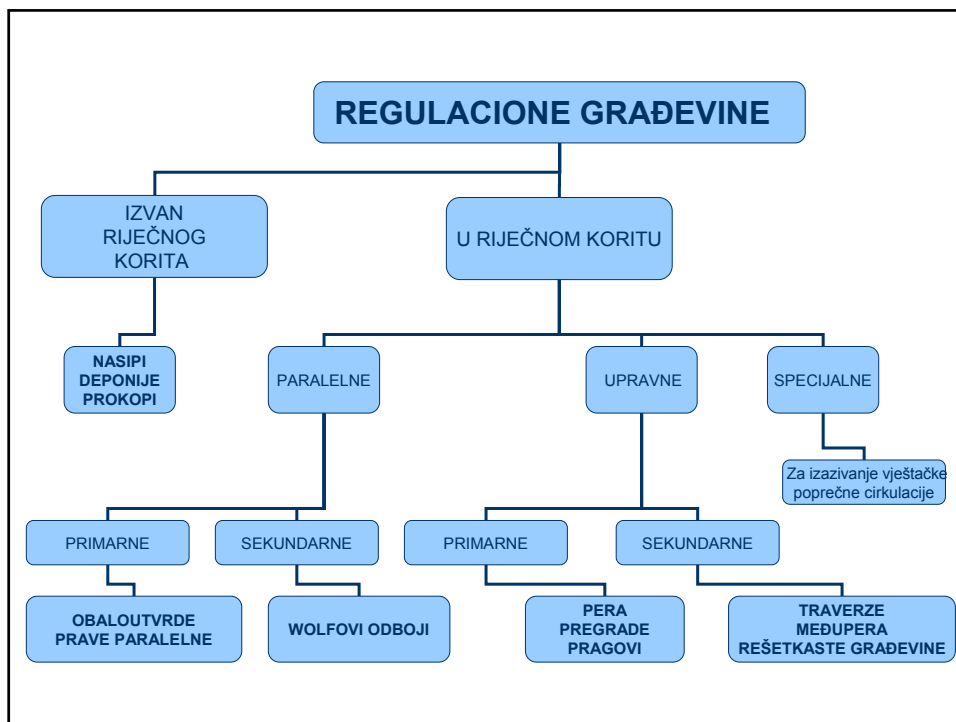 REGULACIONE GRAĐEVINE
IZVAN
RIJEČNOG
KORITA
U RIJEČNOM KORITU
NASIPI
DEPONIJE
PROKOPI
PARALELNE
UPRAVNE
SPECIJALNE
Za izazivanje vještačke
poprečne cirkulacije
PRIMARNE
SEKUNDARNE
PRIMARNE
SEKUNDARNE
OBALOUTVRDE
PRAVE PARALELNE
WOLFOVI ODBOJI
PERA
PREGRADE
PRAGOVI
TRAVERZE
MEĐUPERA
REŠETKASTE GRAĐEVINE